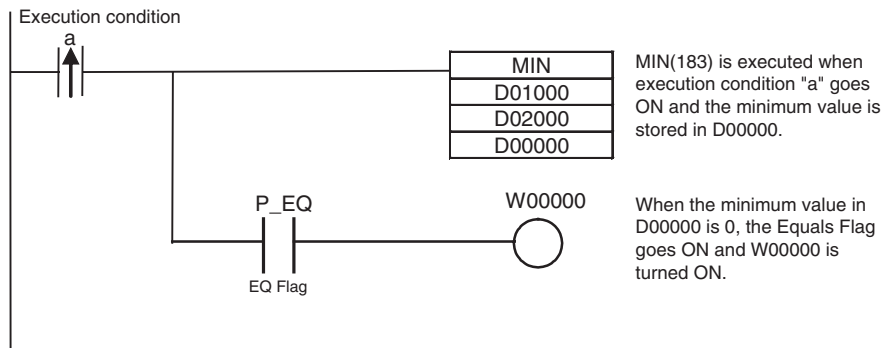 Execution condition
a
MIN
D01000
D02000
D00000
MIN(183) is executed when
execution condition "a" goes
ON and the minimum value is
stored in D00000.
P_EQ
EQ Flag
W00000
When the minimum value in
D00000 is 0, the Equals Flag
goes ON and W00000 is
turned ON.